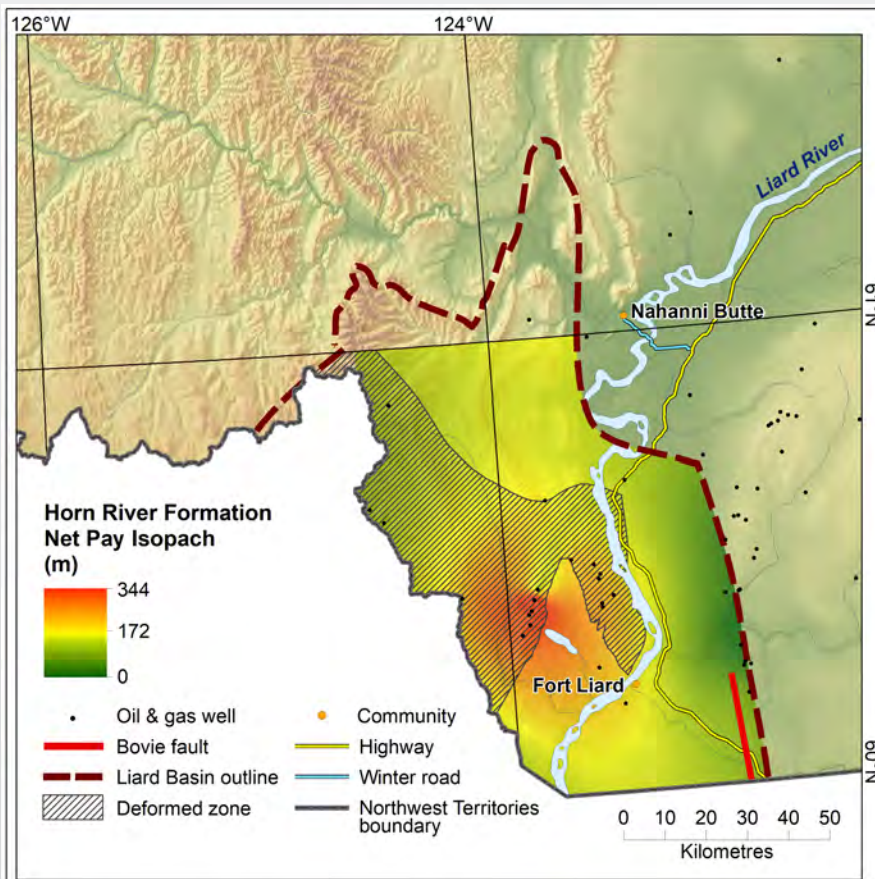 126°W
124°W
Liard River
61°N
Nahanni Butte
Horn River Formation
Net Pay Isopach
(m)
344
172
0
Fort Liard
60°N
Oil & gas well
Bovie fault
Liard Basin outline
Deformed zone
Community
Highway
Winter road
Northwest Territories
boundary
0 10 20 30 40 50
Kilometres